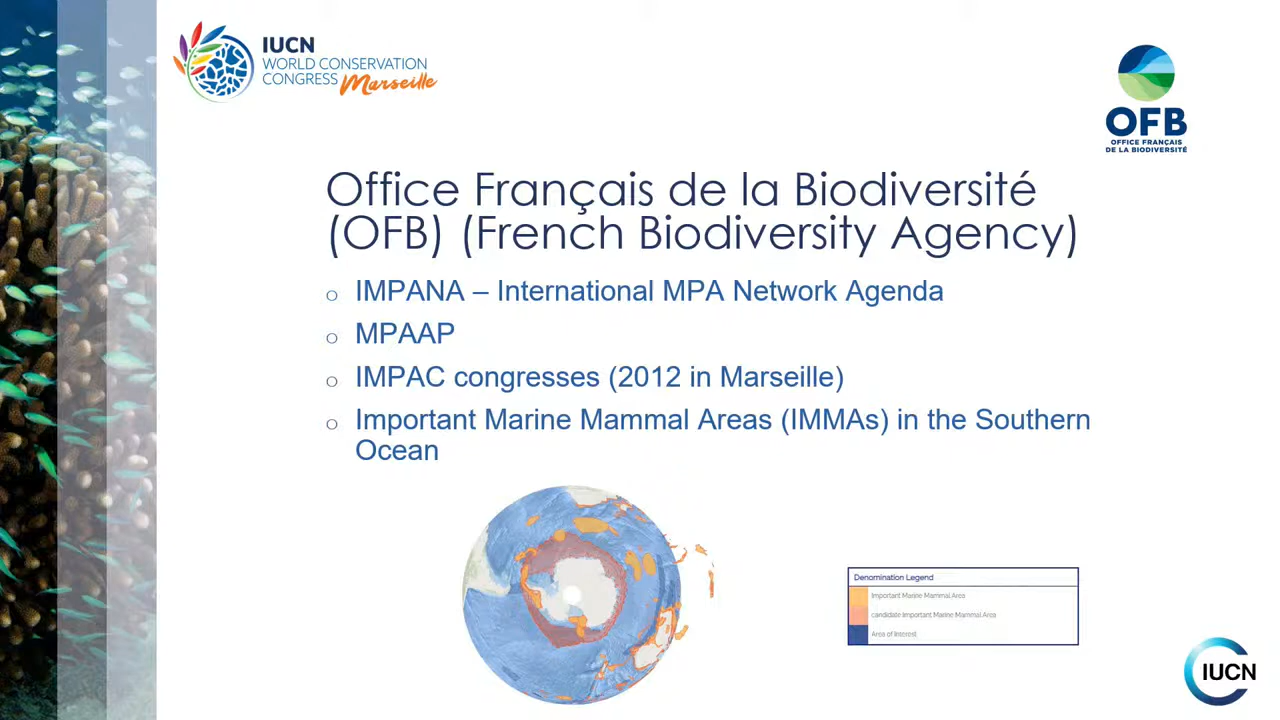 IUCN
WORLD CONSERVATION
CONGRESS Marseille
OFB
OFFICE FRANÇAIS
DE LA BIODIVERSITÉ
Office Français de la Biodiversité
(OFB) (French Biodiversity Agency)
o IMPANA – International MPA Network Agenda
o MPAAP
o IMPAC congresses (2012 in Marseille)
o Important Marine Mammal Areas (IMMAs) in the Southern
Ocean
Denomination Legend
Important Marine Mammal Area
candidate Important Marine Mammal Area
Area of Interest
IUCN